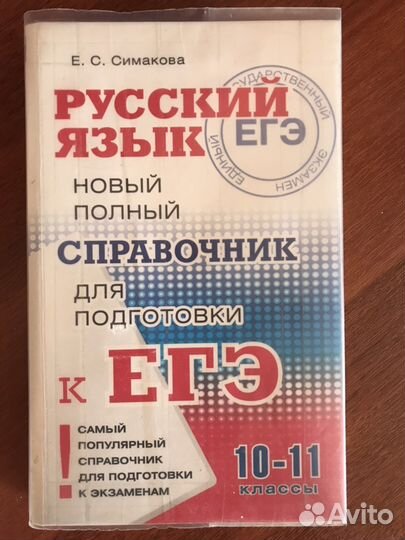 Е. С. Симакова
РУССКИЙ
ЯЗЫК
ЕДИНЫЙ ГОСУДАРСТВЕННЫЙ ЭКЗАМЕН
ЕГЭ
НОВЫЙ
ПОЛНЫЙ
СПРАВОЧНИК
ДЛЯ
ПОДГОТОВКИ
к ЕГЭ
! САМЫЙ
ПОПУЛЯРНЫЙ
СПРАВОЧНИК
ДЛЯ ПОДГОТОВКИ
К ЭКЗАМЕНАМ
10-11
классы
Avito